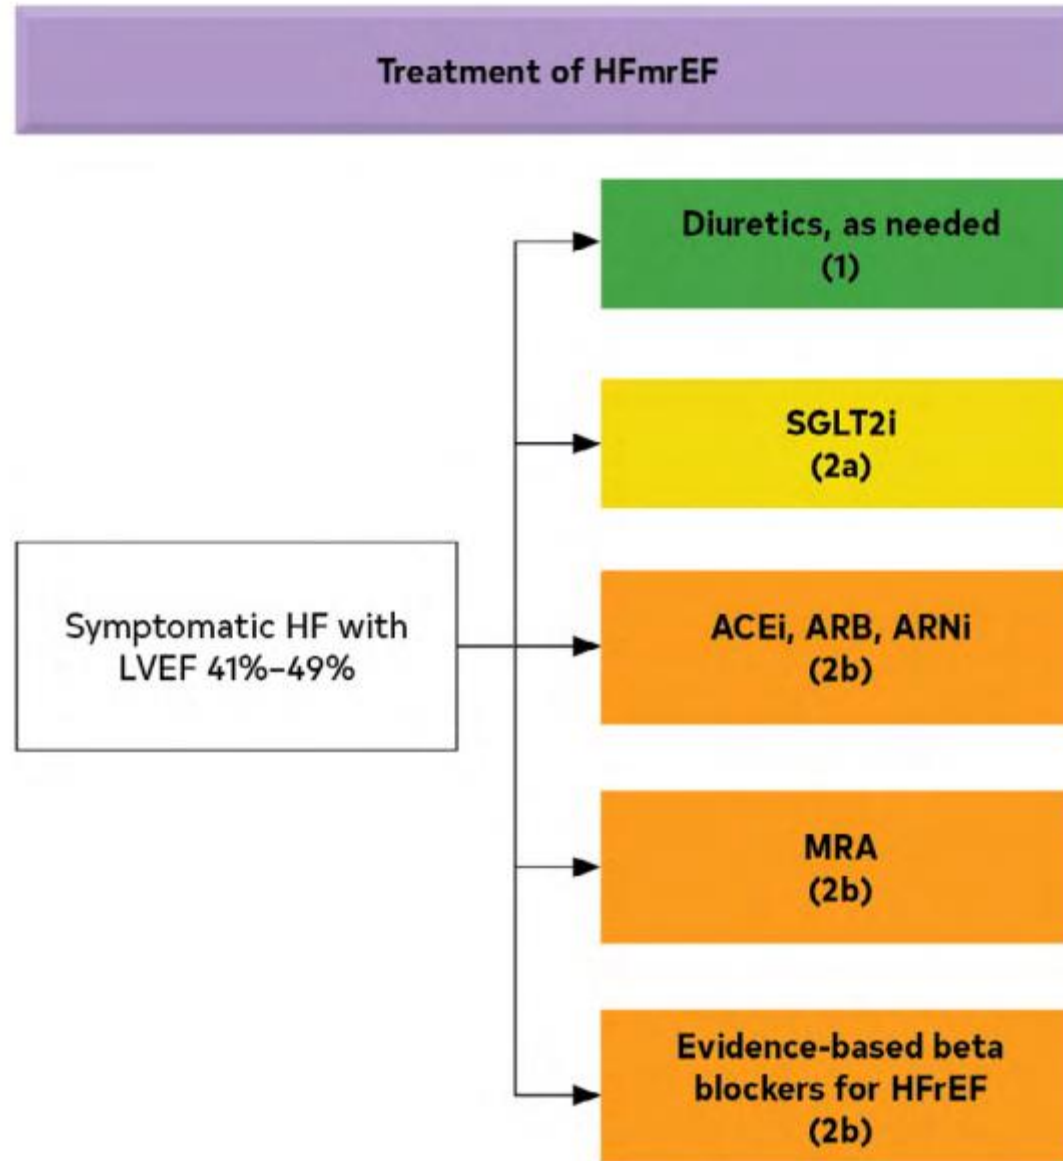 Treatment of HFmrEF
Diuretics, as needed
(1)
SGLT2i
(2a)
Symptomatic HF with
LVEF 41%–49%
ACEi, ARB, ARNi
(2b)
MRA
(2b)
Evidence-based beta
blockers for HFrEF
(2b)